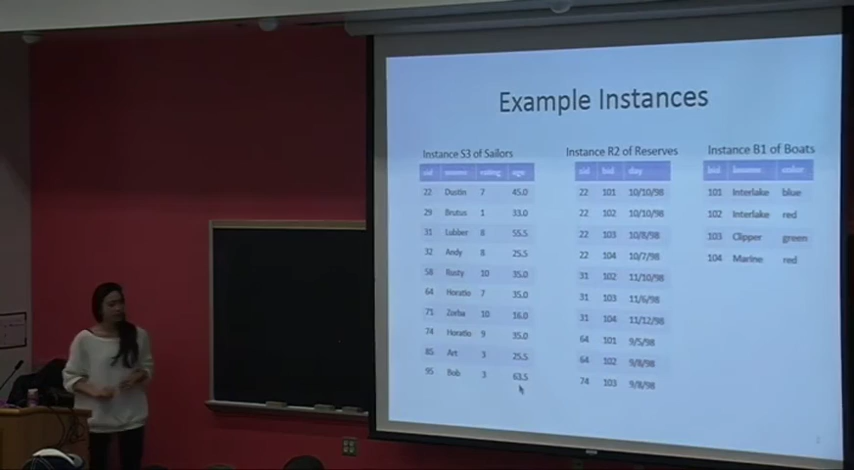 Example Instances
Instance S3 of Sailors
sid sname rating age
22 Dustin 7 45.0
29 Brutus 1 33.0
31 Lubber 8 55.5
32 Andy 8 25.5
58 Rusty 10 35.0
64 Horatio 7 35.0
71 Zorba 10 16.0
74 Horatio 9 35.0
85 Art 3 25.5
95 Bob 3 63.5
Instance R2 of Reserves
sid bid day
22 101 10/10/98
22 102 10/10/98
22 103 10/8/98
22 104 10/7/98
31 102 11/10/98
31 103 11/6/98
31 104 11/12/98
64 101 9/5/98
64 102 9/8/98
74 103 9/8/98
Instance B1 of Boats
bid bname color
101 Interlake blue
102 Interlake red
103 Clipper green
104 Marine red
2